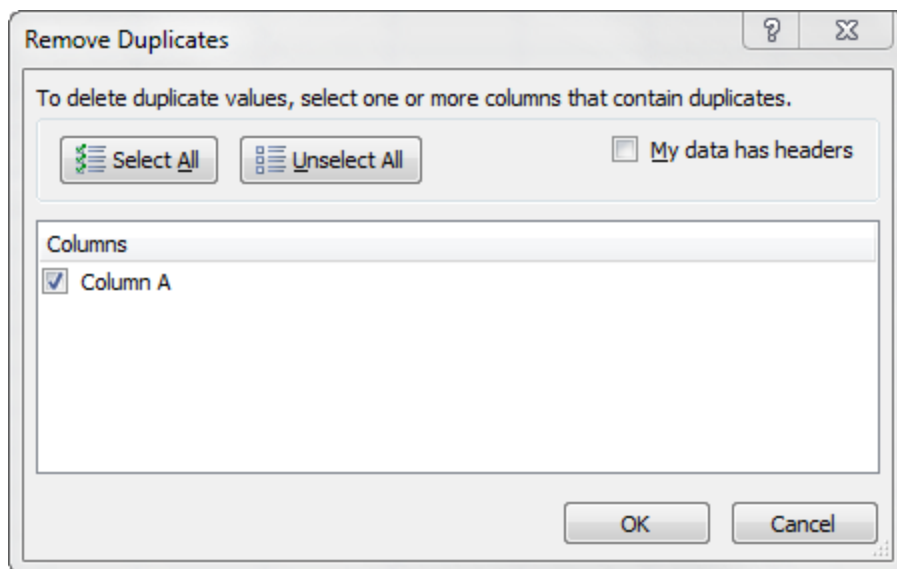 Remove Duplicates
To delete duplicate values, select one or more columns that contain duplicates.
Select All Unselect All My data has headers
Columns
Column A
OK Cancel